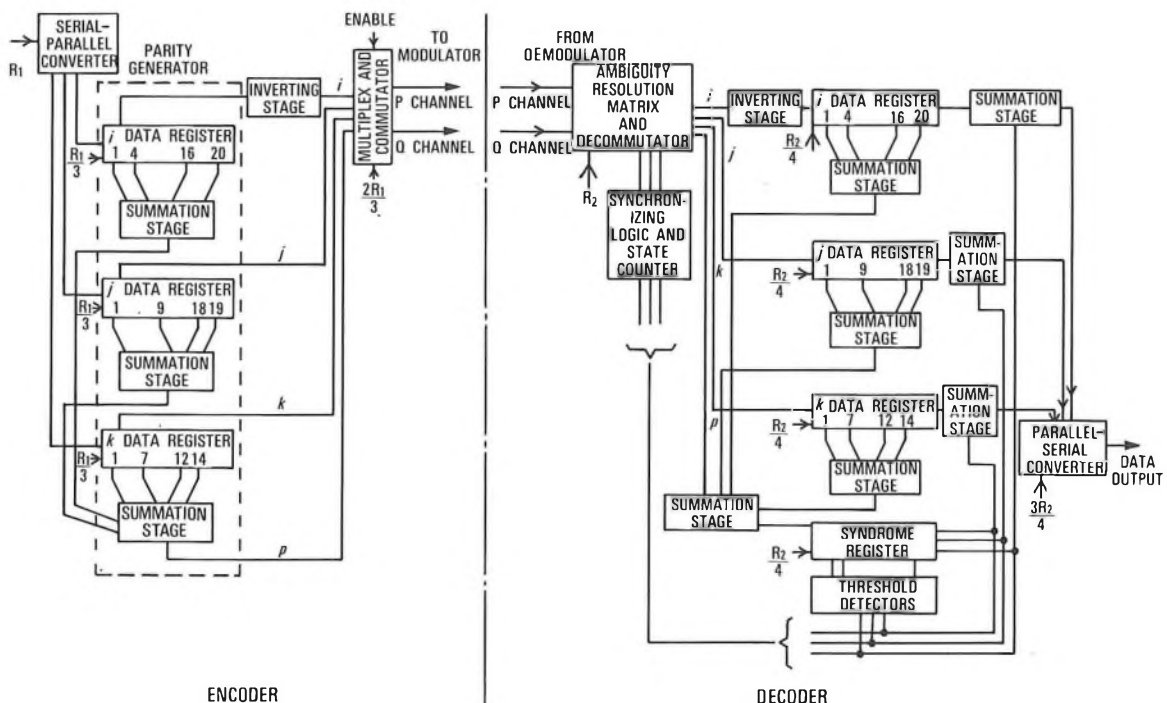 SERIAL–
PARALLEL
CONVERTER
R1
PARITY
GENERATOR
INVERTING
STAGE
i
ENABLE
MULTIPLEX AND
COMMUTATOR
2R1
3
TO
MODULATOR
P CHANNEL
Q CHANNEL
j DATA REGISTER
1 4 16 20
R1
3
SUMMATION
STAGE
j
j DATA REGISTER
1 9 18 19
R1
3
SUMMATION
STAGE
k
k DATA REGISTER
1 7 12 14
R1
3
SUMMATION
STAGE
p
ENCODER
FROM
OEMODULATOR
P CHANNEL
Q CHANNEL
AMBIGUITY
RESOLUTION
MATRIX
AND
DECOMMUTATOR
R2
SYNCHRON-
IZING
LOGIC AND
STATE
COUNTER
i
j
k
p
INVERTING
STAGE
i DATA REGISTER
1 4 16 20
R2
4
SUMMATION
STAGE
SUMMATION
STAGE
j DATA REGISTER
1 9 18 19
R2
4
SUMMATION
STAGE
SUMM-
ATION
STAGE
k DATA REGISTER
1 7 12 14
R2
4
SUMMATION
STAGE
SUMM-
ATION
STAGE
PARALLEL-
SERIAL
CONVERTER
DATA
OUTPUT
3R2
4
SUMMATION
STAGE
SYNDROME
REGISTER
R2
4
THRESHOLD
DETECTORS
DECODER